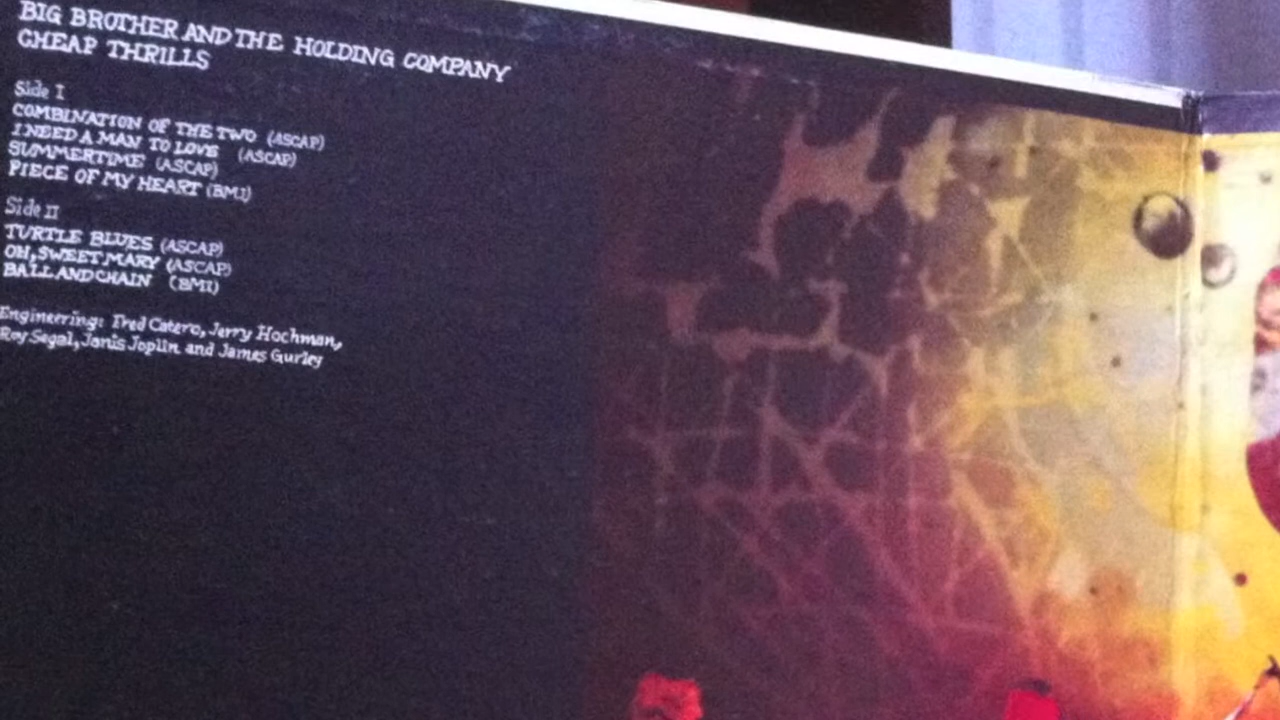 BIG BROTHER AND THE HOLDING COMPANY
CHEAP THRILLS
Side I
COMBINATION OF THE TWO (ASCAP)
I NEED A MAN TO LOVE (ASCAP)
SUMMERTIME (ASCAP)
PIECE OF MY HEART (BMI)
Side II
TURTLE BLUES (ASCAP)
OH, SWEET MARY (ASCAP)
BALL AND CHAIN (BMI)
Engineering: Fred Catero, Jerry Hochman,
Roy Segal, Janis Joplin and James Gurley